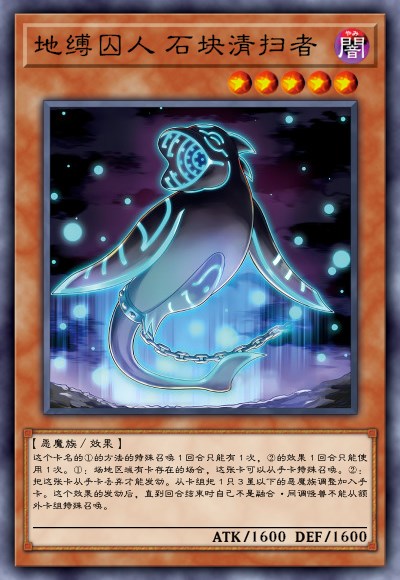 地缚囚人 石块清扫者
やみ
闇
【恶魔族／效果】
这个卡名的①的方法的特殊召唤1回合只能有1次，②的效果1回合只能使
用1次。①：场地区域有卡存在的场合，这张卡可以从手卡特殊召唤。②：
把这张卡从手卡丢弃才能发动。从卡组把1只3星以下的恶魔族调整加入手
卡。这个效果的发动后，直到回合结束时自己不是融合·同调怪兽不能从额
外卡组特殊召唤。
ATK/1600 DEF/1600